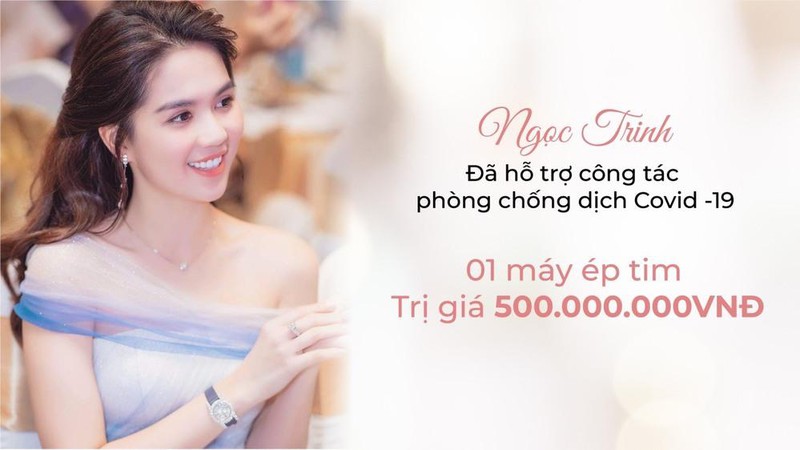 Ngọc Trinh
Đã hỗ trợ công tác
phòng chống dịch Covid -19
01 máy ép tim
Trị giá 500.000.000VNĐ